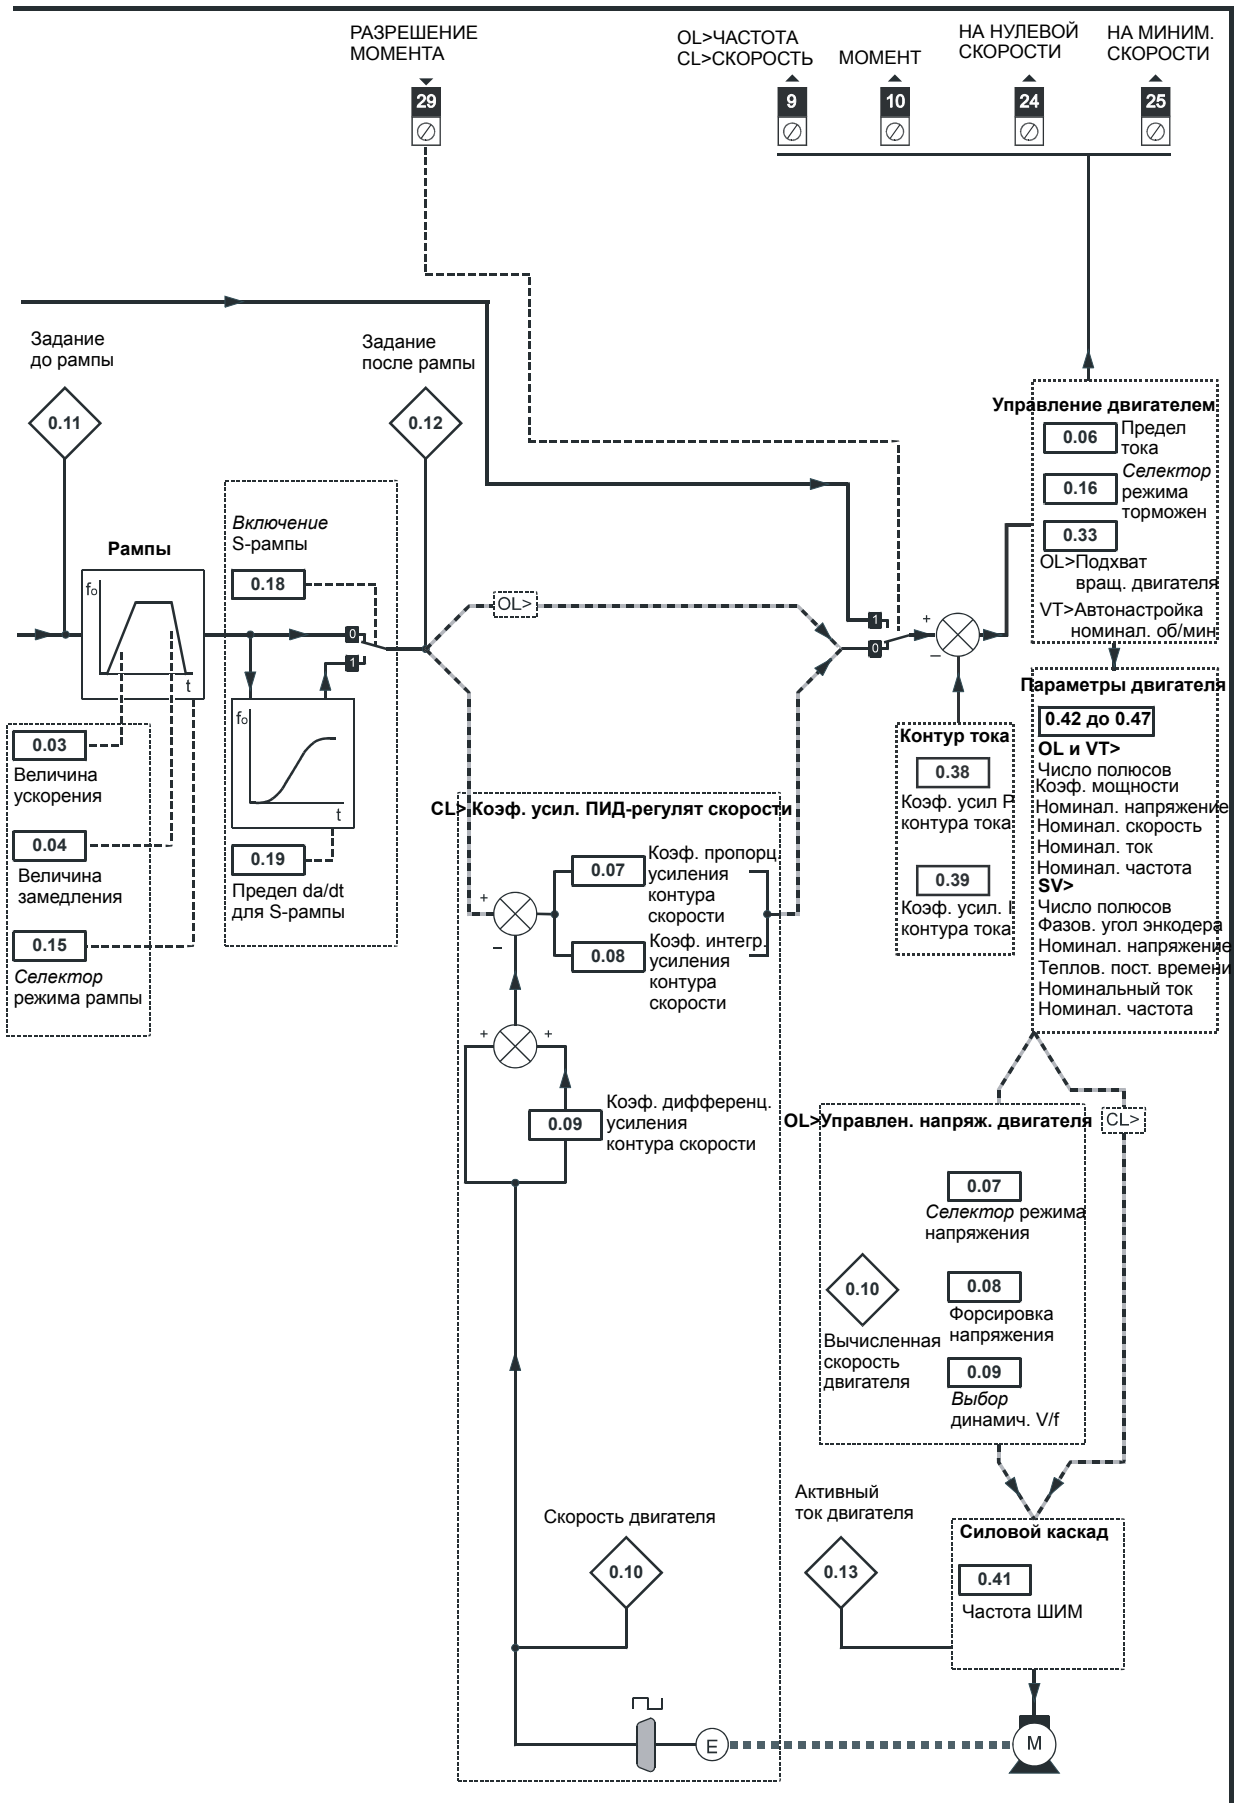 РАЗРЕШЕНИЕ
МОМЕНТА
OL>ЧАСТОТА
CL>СКОРОСТЬ
МОМЕНТ
НА НУЛЕВОЙ
СКОРОСТИ
НА МИНИМ.
СКОРОСТИ
29
9
10
24
25
Задание
до рампы
0.11
Задание
после рампы
0.12
Рампы
fo
t
Включение
S-рампы
0.18
0
1
fo
t
0.19
Предел da/dt
для S-рампы
0.03
Величина
ускорения
0.04
Величина
замедления
0.15
Селектор
режима рампы
OL>
1
0
+
–
Управление двигателем
0.06
Предел
тока
0.16
Селектор
режима
торможен
0.33
OL>Подхват
вращ. двигателя
VT>Автонастройка
номинал. об/мин
Контур тока
0.38
Коэф. усил P
контура тока
0.39
Коэф. усил. I
контура тока
Параметры двигателя
0.42 до 0.47
OL и VT>
Число полюсов
Коэф. мощности
Номинал. напряжение
Номинал. скорость
Номинал. ток
Номинал. частота
SV>
Число полюсов
Фазов. угол энкодера
Номинал. напряжение
Теплов. пост. времени
Номинальный ток
Номинал. частота
CL> Коэф. усил. ПИД-регулят скорости
+
–
0.07
Коэф. пропорц.
усиления
контура
скорости
0.08
Коэф. интегр.
усиления
контура
скорости
+
+
0.09
Коэф. дифференц.
усиления
контура скорости
OL>Управлен. напряж. двигателя
CL>
0.07
Селектор режима
напряжения
0.10
Вычисленная
скорость
двигателя
0.08
Форсировка
напряжения
0.09
Выбор
динамич. V/f
Скорость двигателя
0.10
Активный
ток двигателя
0.13
Силовой каскад
0.41
Частота ШИМ
E
M